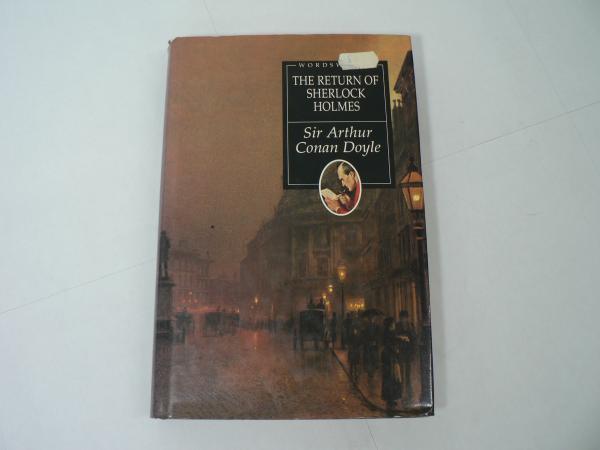 THE RETURN OF
SHERLOCK
HOLMES
Sir Arthur
Conan Doyle